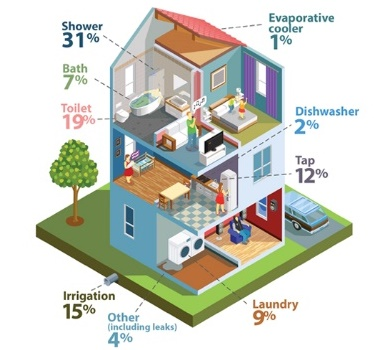 Shower
31%
Evaporative
cooler
1%
Bath
7%
Toilet
19%
Dishwasher
2%
Tap
12%
Irrigation
15%
Other
(including leaks)
4%
Laundry
9%